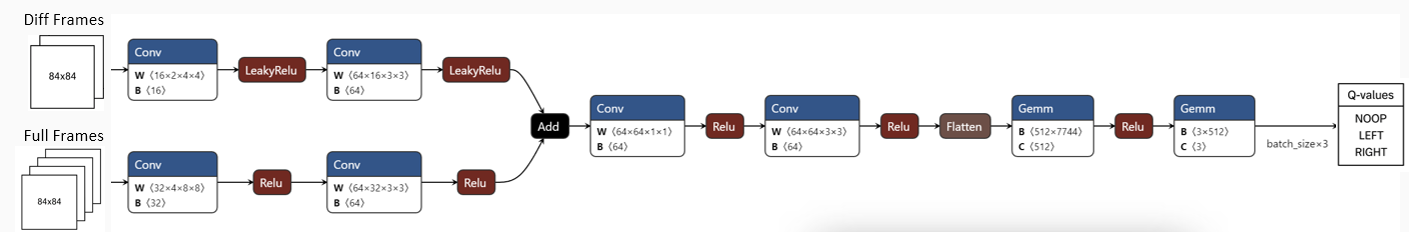 Diff Frames
84x84
Conv
W ⟨16×2×4×4⟩
B ⟨16⟩
LeakyRelu
Conv
W ⟨64×16×3×3⟩
B ⟨64⟩
LeakyRelu
Full Frames
84x84
Conv
W ⟨32×4×8×8⟩
B ⟨32⟩
Relu
Conv
W ⟨64×32×3×3⟩
B ⟨64⟩
Relu
Add
Conv
W ⟨64×64×1×1⟩
B ⟨64⟩
Relu
Conv
W ⟨64×64×3×3⟩
B ⟨64⟩
Relu
Flatten
Gemm
B ⟨512×7744⟩
C ⟨512⟩
Relu
Gemm
B ⟨3×512⟩
C ⟨3⟩
batch_size×3
Q-values
NOOP
LEFT
RIGHT